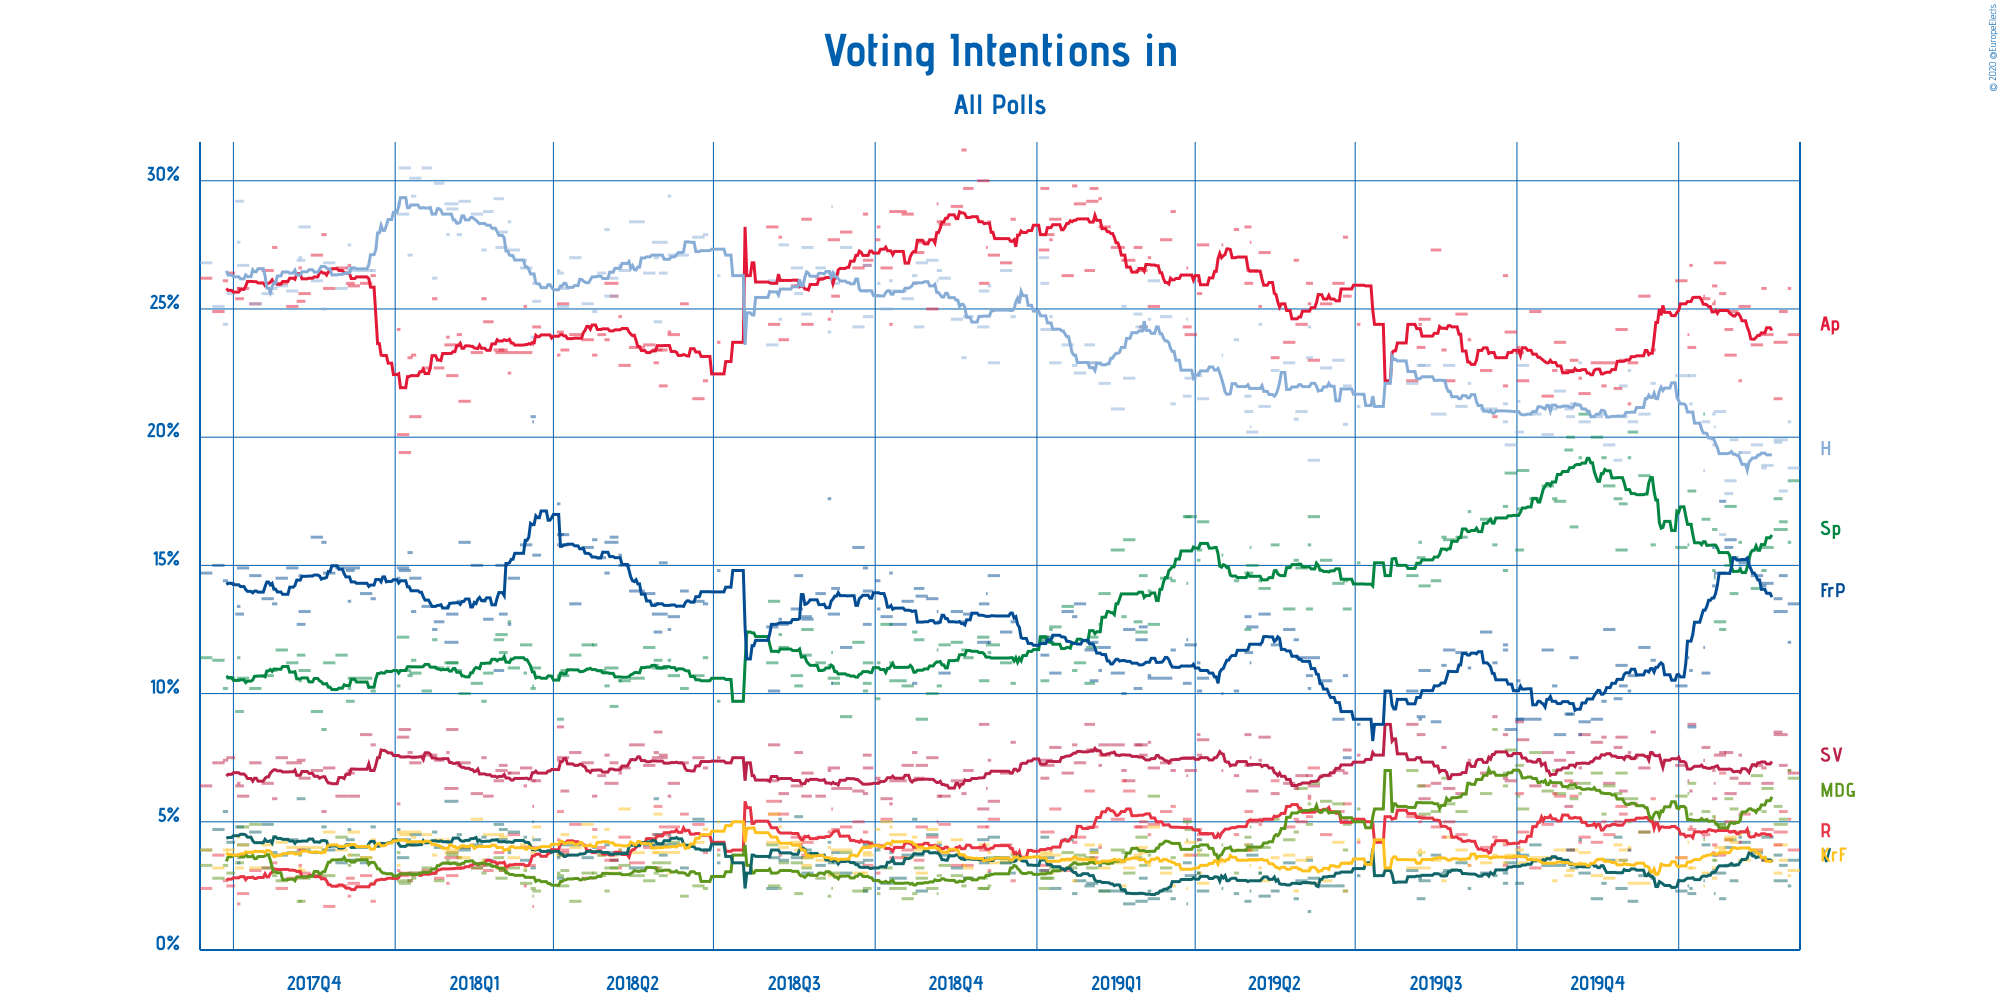 © 2020 @EuropeElects
Voting Intentions in
All Polls
30%
25%
20%
15%
10%
5%
0%
Ap
H
Sp
FrP
SV
MDG
R
KrF
2017Q4 2018Q1 2018Q2 2018Q3 2018Q4 2019Q1 2019Q2 2019Q3 2019Q4